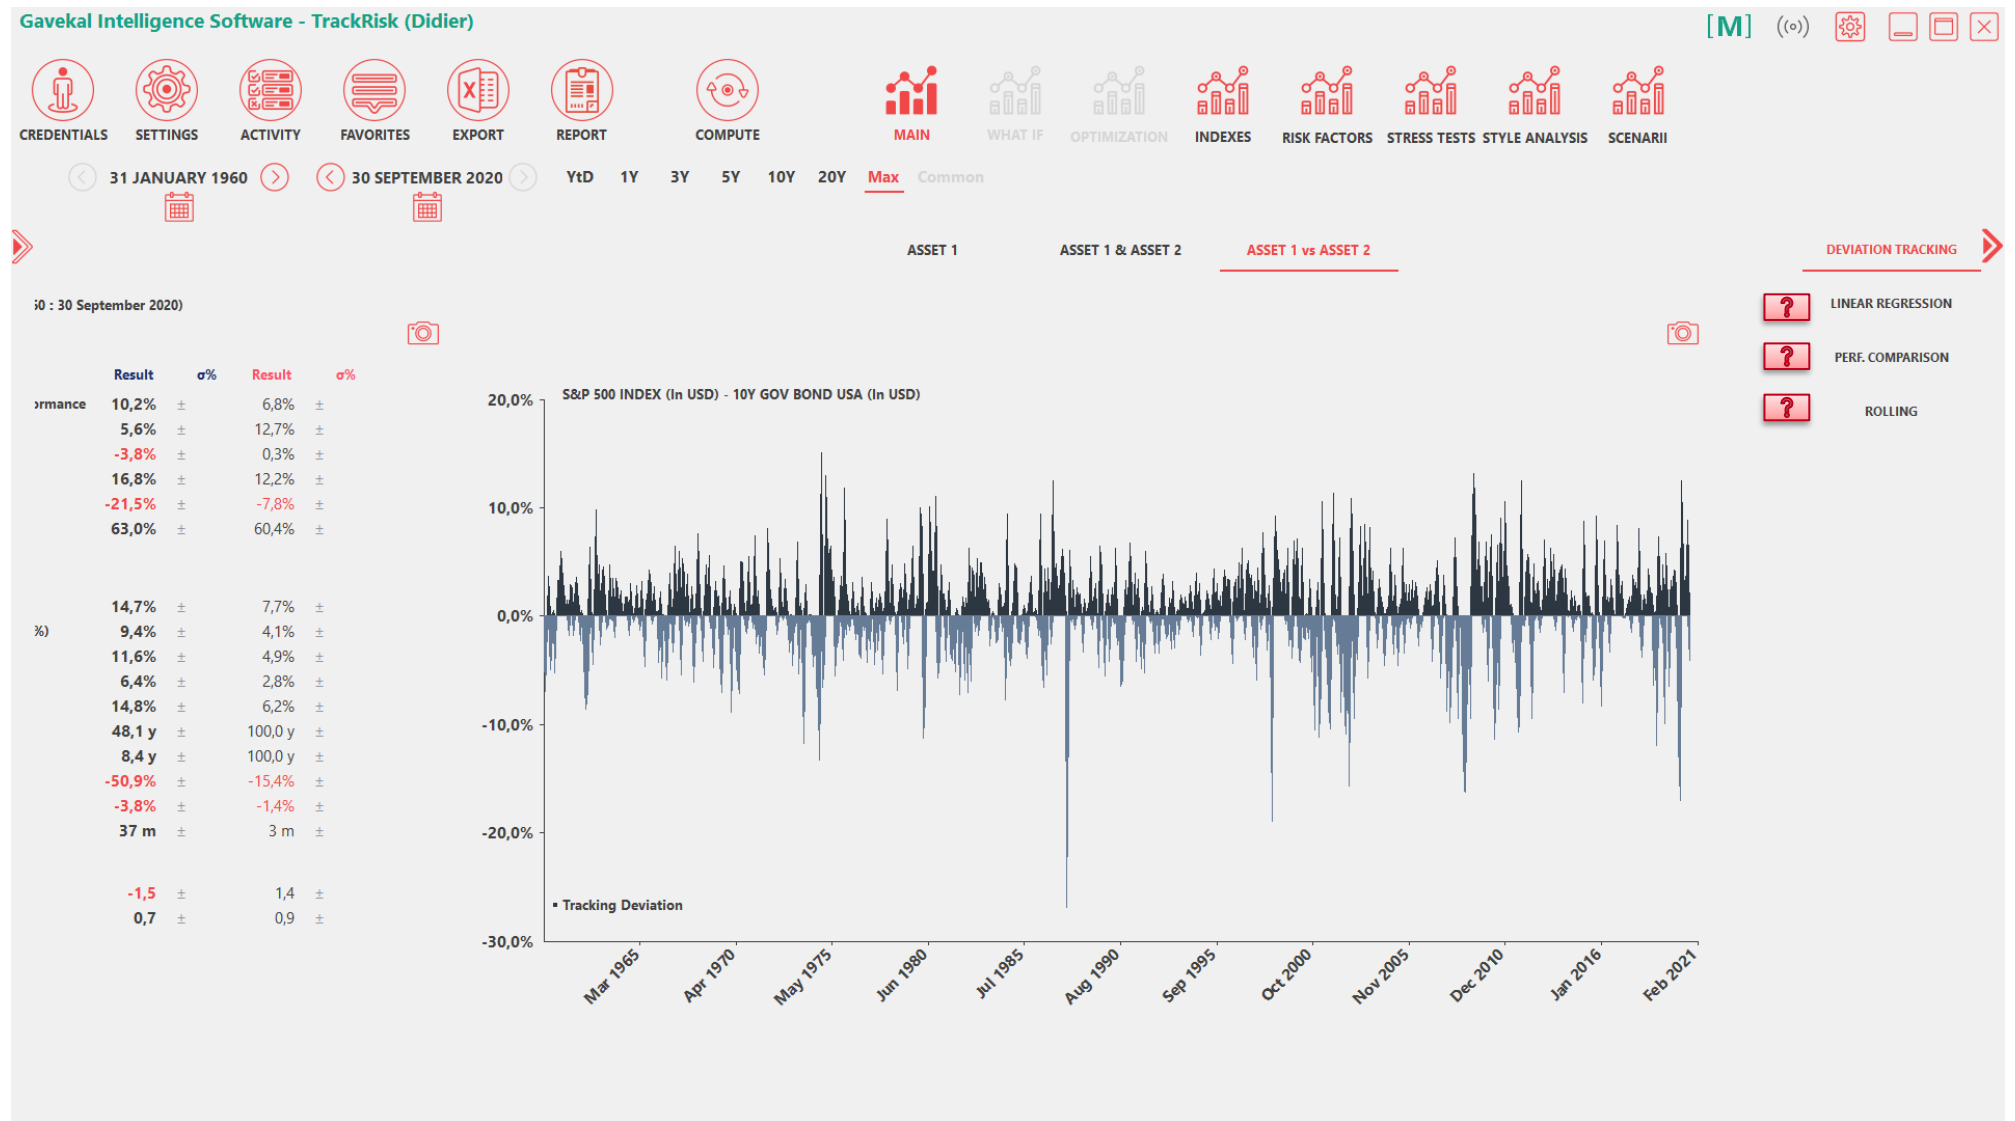 Gavekal Intelligence Software - TrackRisk (Didier)
[M]
CREDENTIALS SETTINGS ACTIVITY FAVORITES EXPORT REPORT COMPUTE MAIN WHAT IF OPTIMIZATION INDEXES RISK FACTORS STRESS TESTS STYLE ANALYSIS SCENARII
31 JANUARY 1960 30 SEPTEMBER 2020 YtD 1Y 3Y 5Y 10Y 20Y Max Common
ASSET 1 ASSET 1 & ASSET 2 ASSET 1 vs ASSET 2 DEVIATION TRACKING
? LINEAR REGRESSION
? PERF. COMPARISON
? ROLLING
30 September 2020)
Result σ% Result σ%
10,2% ± 6,8% ±
5,6% ± 12,7% ±
-3,8% ± 0,3% ±
16,8% ± 12,2% ±
-21,5% ± -7,8% ±
63,0% ± 60,4% ±
14,7% ± 7,7% ±
%) 9,4% ± 4,1% ±
11,6% ± 4,9% ±
6,4% ± 2,8% ±
14,8% ± 6,2% ±
48,1 y ± 100,0 y ±
8,4 y ± 100,0 y ±
-50,9% ± -15,4% ±
-3,8% ± -1,4% ±
37 m ± 3 m ±
-1,5 ± 1,4 ±
0,7 ± 0,9 ±
S&P 500 INDEX (In USD) - 10Y GOV BOND USA (In USD)
20,0%
10,0%
0,0%
-10,0%
-20,0%
-30,0%
Tracking Deviation
Mar 1965 Apr 1970 May 1975 Jun 1980 Jul 1985 Aug 1990 Sep 1995 Oct 2000 Nov 2005 Dec 2010 Jan 2016 Feb 2021